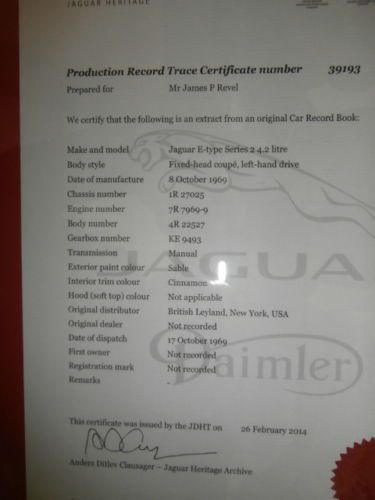 JAGUAR HERITAGE
Production Record Trace Certificate number 39193
Prepared for Mr James P Revel
We certify that the following is an extract from an original Car Record Book:
Make and model Jaguar E-type Series 2 4.2 litre
Body style Fixed-head coupé, left-hand drive
Date of manufacture 8 October 1969
Chassis number 1R 27025
Engine number 7R 7969-9
Body number 4R 22527
Gearbox number KE 9493
Transmission Manual
Exterior paint colour Sable
Interior trim colour Cinnamon
Hood (soft top) colour Not applicable
JAGUA
Original distributor British Leyland, New York, USA
Original dealer Not recorded
Date of dispatch 17 October 1969
First owner Not recorded
Registration mark Not recorded
Daimler
Remarks -
This certificate was issued by the JDHT on 26 February 2014
Anders Ditlev Clausager – Jaguar Heritage Archive